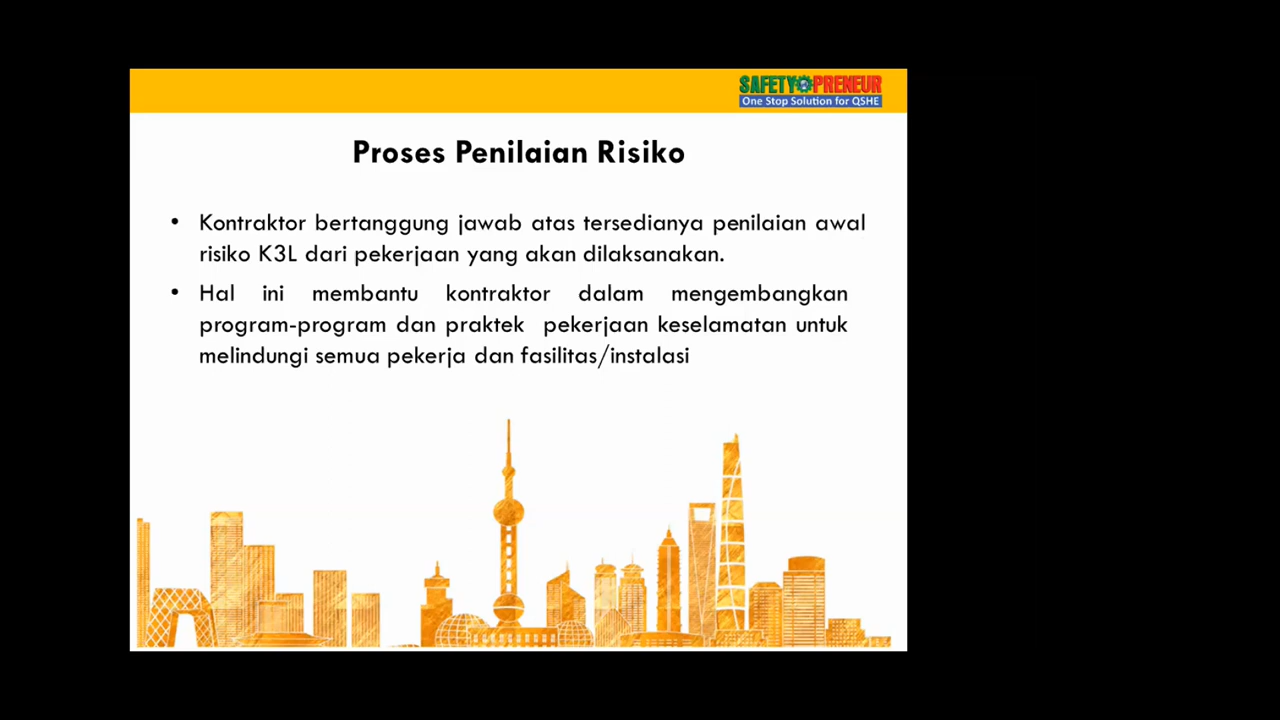 SAFETY PRENEUR
One Stop Solution for QSHE
Proses Penilaian Risiko
• Kontraktor bertanggung jawab atas tersedianya penilaian awal
risiko K3L dari pekerjaan yang akan dilaksanakan.
• Hal ini membantu kontraktor dalam mengembangkan
program-program dan praktek pekerjaan keselamatan untuk
melindungi semua pekerja dan fasilitas/instalasi